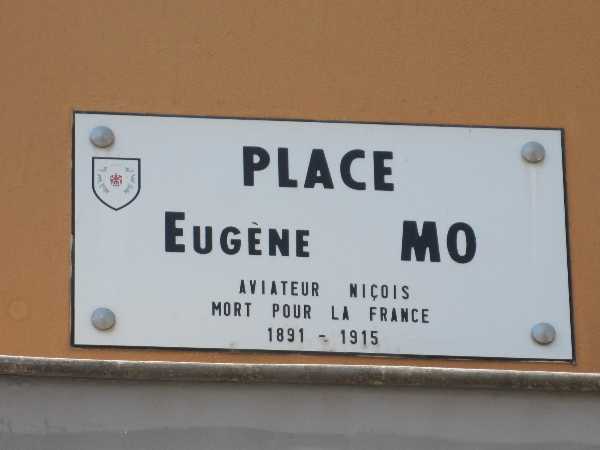 PLACE
EUGÈNE MO
AVIATEUR NIÇOIS
MORT POUR LA FRANCE
1891 - 1915